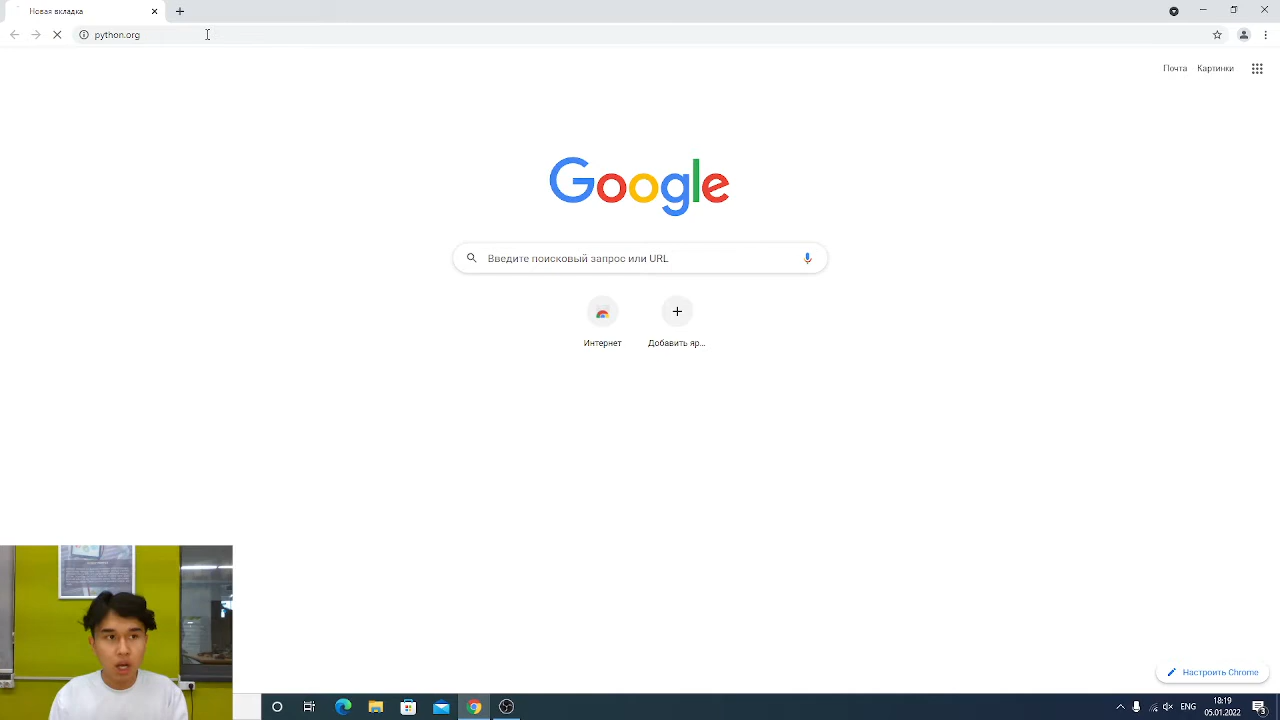 Новая вкладка
python.org
Почта Картинки
Google
Введите поисковый запрос или URL
Интернет
Добавить яр...
Настроить Chrome
ENG
18:19
05.01.2022